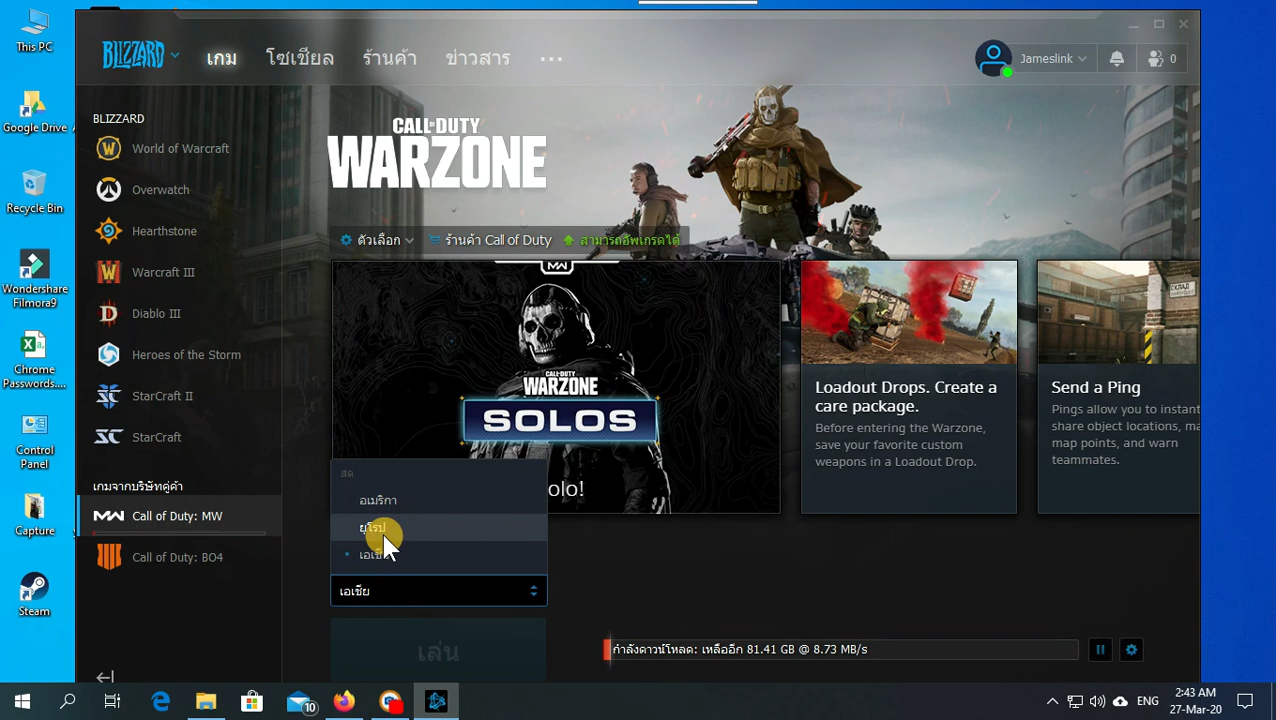 This PC
Google Drive
Recycle Bin
Wondershare
Filmora9
Chrome
Passwords....
Control
Panel
Capture
Steam
BLIZZARD
เกม
โซเชียล
ร้านค้า
ข่าวสาร
Jameslink
0
BLIZZARD
World of Warcraft
Overwatch
Hearthstone
Warcraft III
Diablo III
Heroes of the Storm
StarCraft II
StarCraft
เกมจากบริษัทคู่ค้า
Call of Duty: MW
Call of Duty: BO4
CALL OF DUTY
WARZONE
ตัวเลือก
ร้านค้า Call of Duty
สามารถอัพเกรดได้
CALL OF DUTY
WARZONE
SOLOS
olo!
Loadout Drops. Create a
care package.
Before entering the Warzone,
save your favorite custom
weapons in a Loadout Drop.
СКЛАД
Send a Ping
Pings allow you to instant
share object locations, ma
map points, and warn
teammates.
สด
อเมริกา
ยุโรป
เอเชีย
เล่น
กำลังดาวน์โหลด: เหลืออีก 81.41 GB @ 8.73 MB/s
10
ENG
2:43 AM
27-Mar-20